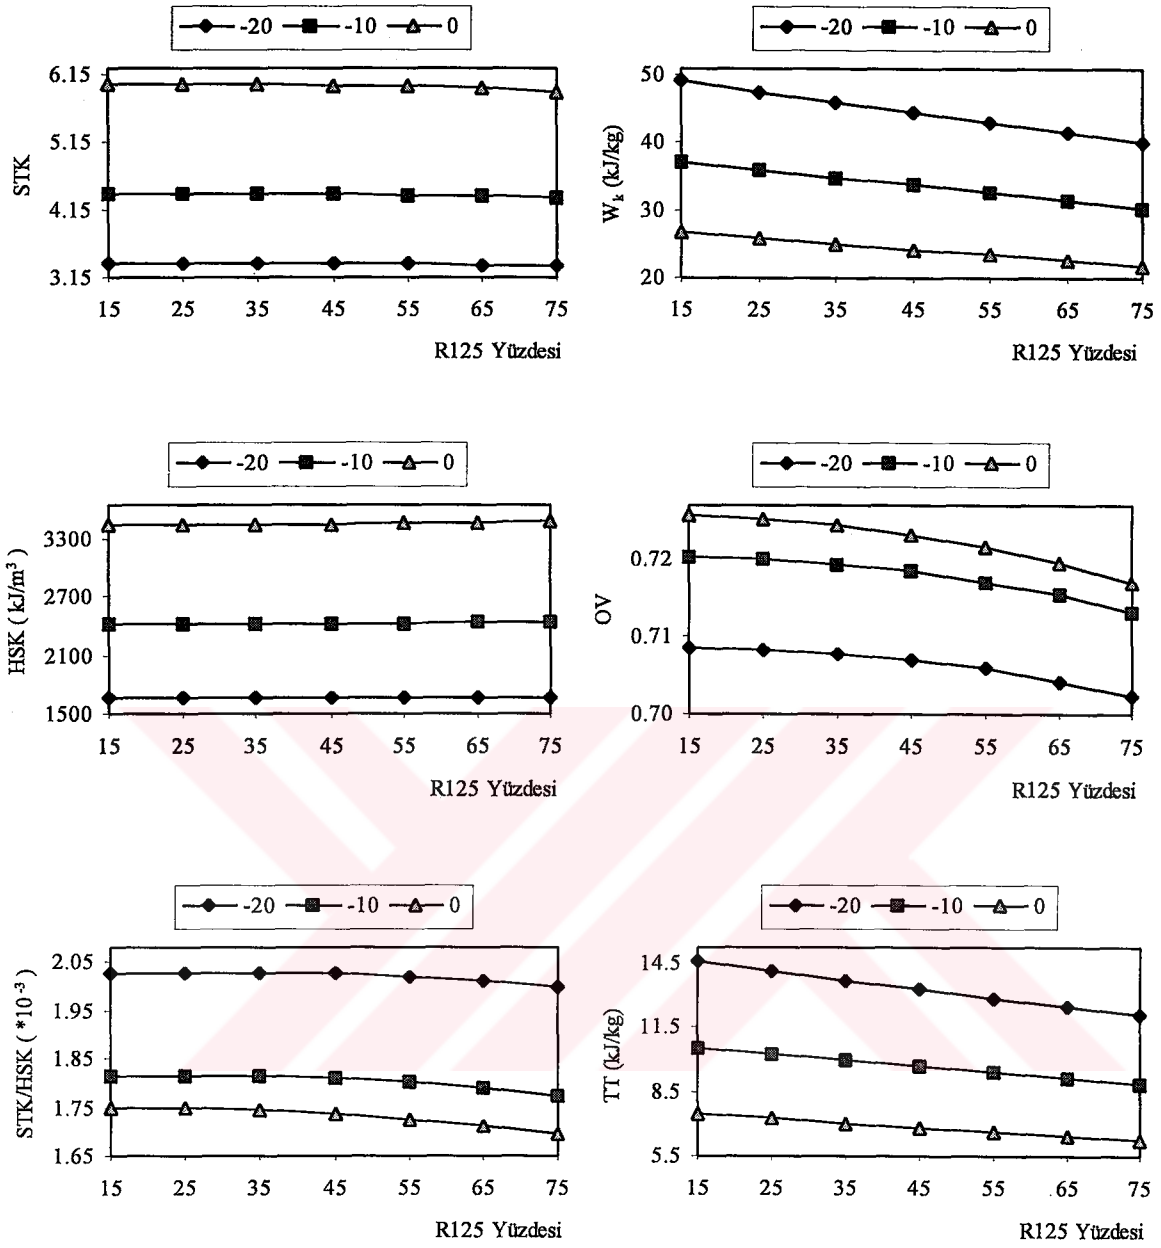 -20 -10 0
6.15
5.15
4.15
3.15
STK
15 25 35 45 55 65 75
R125 Yüzdesi
-20 -10 0
50
40
30
20
Wk (kJ/kg)
15 25 35 45 55 65 75
R125 Yüzdesi
-20 -10 0
3300
2700
2100
1500
HSK ( kJ/m³ )
15 25 35 45 55 65 75
R125 Yüzdesi
-20 -10 0
0.72
0.71
0.70
OV
15 25 35 45 55 65 75
R125 Yüzdesi
-20 -10 0
2.05
1.95
1.85
1.75
1.65
STK/HSK ( *10⁻³ )
15 25 35 45 55 65 75
R125 Yüzdesi
-20 -10 0
14.5
11.5
8.5
5.5
TT (kJ/kg)
15 25 35 45 55 65 75
R125 Yüzdesi